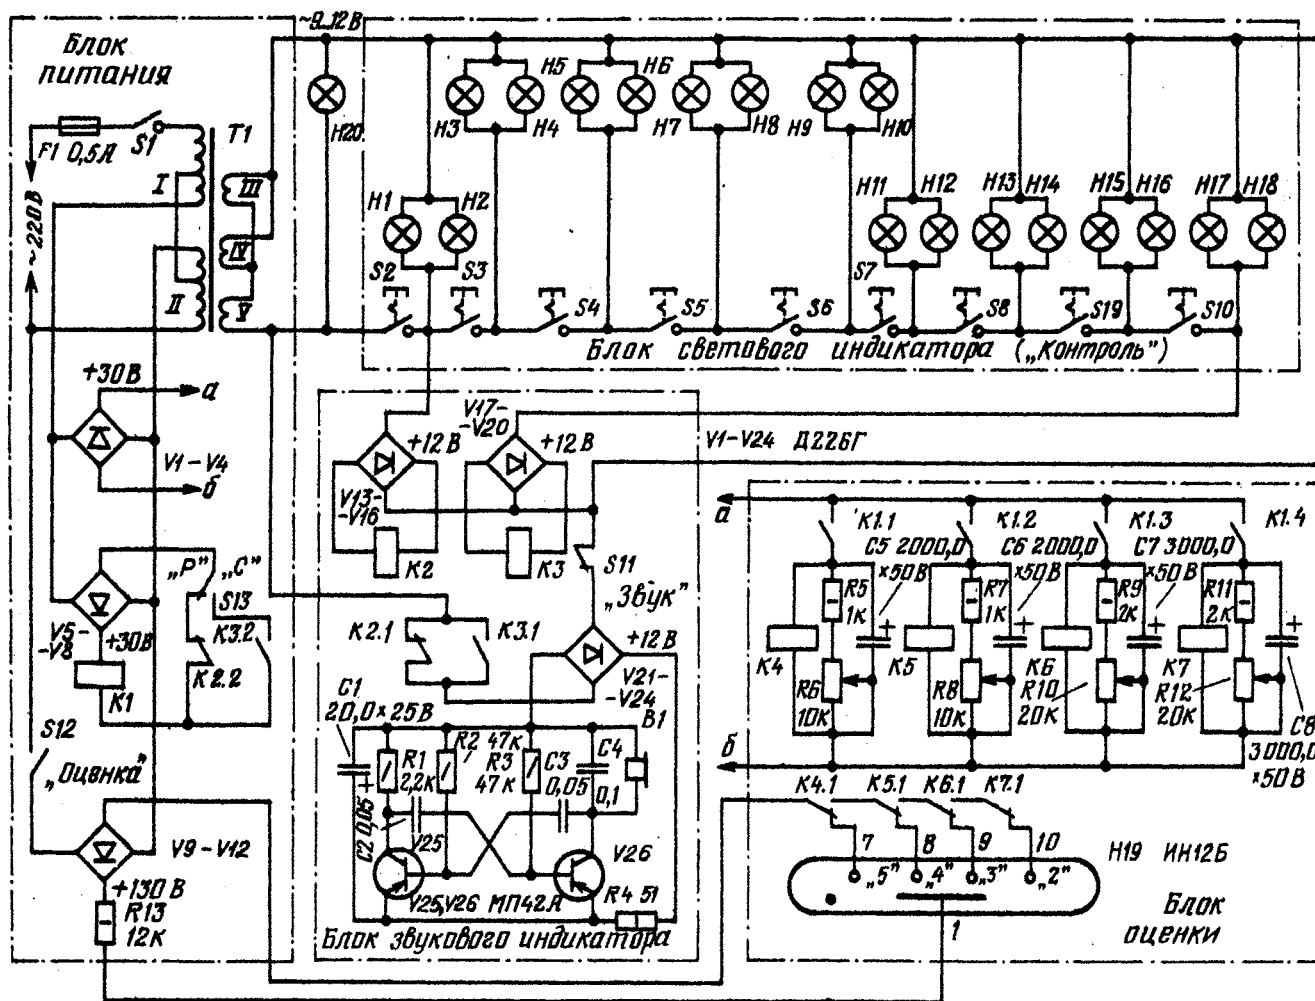 Блок
питания
~9...12 В
F1 0,5А
S1
T1
~220В
I
II
III
IV
V
H20
H1
H2
H3
H4
H5
H6
H7
H8
H9
H10
H11
H12
H13
H14
H15
H16
H17
H18
S2
S3
S4
S5
S6
S7
S8
S19
S10
Блок светового индикатора („Контроль")
+30В
а
V1-V4
б
„Р"
„С"
S13
V5-
-V8
+30В
K3.2
K2.2
K1
S12
„Оценка"
V9-V12
+130 В
R13
12к
+12 В
V17-
-V20
+12 В
V13-
-V16
K2
K3
V1-V24 Д226Г
S11
„Звук"
K2.1
K3.1
+12 В
V21-
-V24
C1
20,0×25В
B1
R1
2,2к
R2 47к
R3
47к
C3
0,05
C4
0,1
C2 0,05
V25
V26
V25,V26 МП42А
R4 51
Блок звукового индикатора
а
K1.1
K1.2
K1.3
K1.4
C5 2000,0
×50В
C6 2000,0
×50В
C7 3000,0
×50В
R5
1к
R7
1к
R9
2к
R11
2к
K4
K5
K6
K7
R6
10к
R8
10к
R10
20к
R12
20к
C8
3000,0
×50В
б
K4.1
K5.1
K6.1
K7.1
7
8
9
10
„5"
„4"
„3"
„2"
1
H19 ИН12Б
Блок
оценки